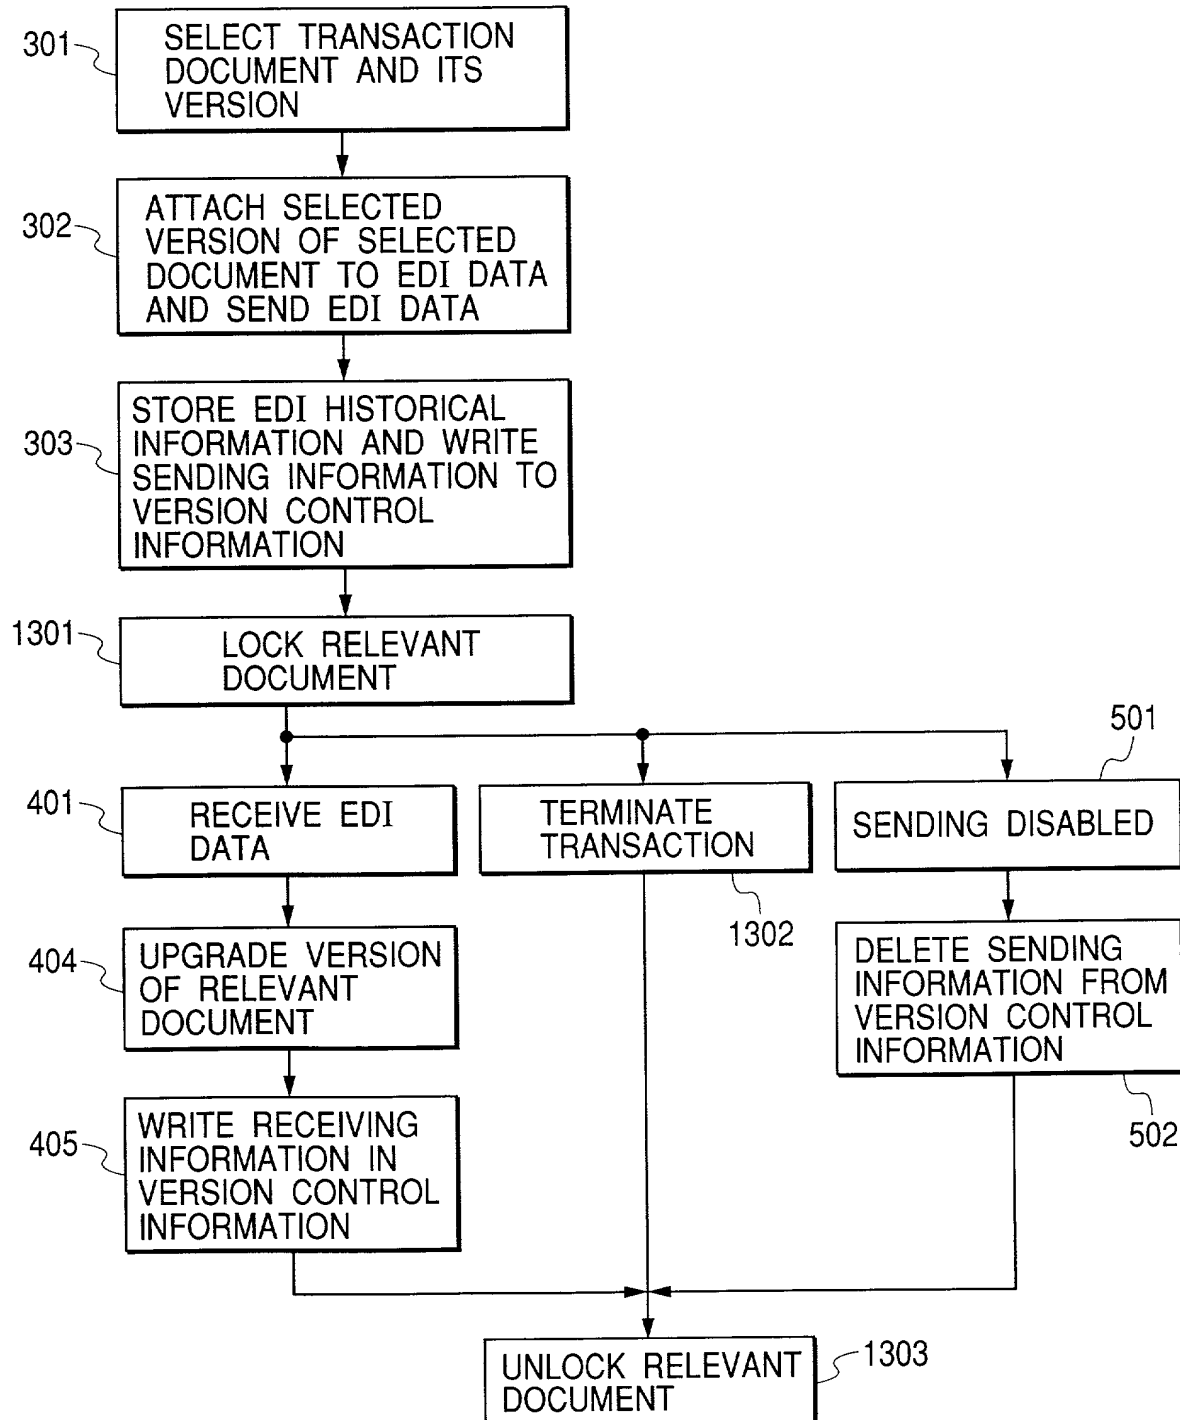 301
SELECT TRANSACTION
DOCUMENT AND ITS
VERSION
302
ATTACH SELECTED
VERSION OF SELECTED
DOCUMENT TO EDI DATA
AND SEND EDI DATA
303
STORE EDI HISTORICAL
INFORMATION AND WRITE
SENDING INFORMATION TO
VERSION CONTROL
INFORMATION
1301
LOCK RELEVANT
DOCUMENT
401
RECEIVE EDI
DATA
TERMINATE
TRANSACTION
1302
501
SENDING DISABLED
404
UPGRADE VERSION
OF RELEVANT
DOCUMENT
DELETE SENDING
INFORMATION FROM
VERSION CONTROL
INFORMATION
502
405
WRITE RECEIVING
INFORMATION IN
VERSION CONTROL
INFORMATION
UNLOCK RELEVANT
DOCUMENT
1303